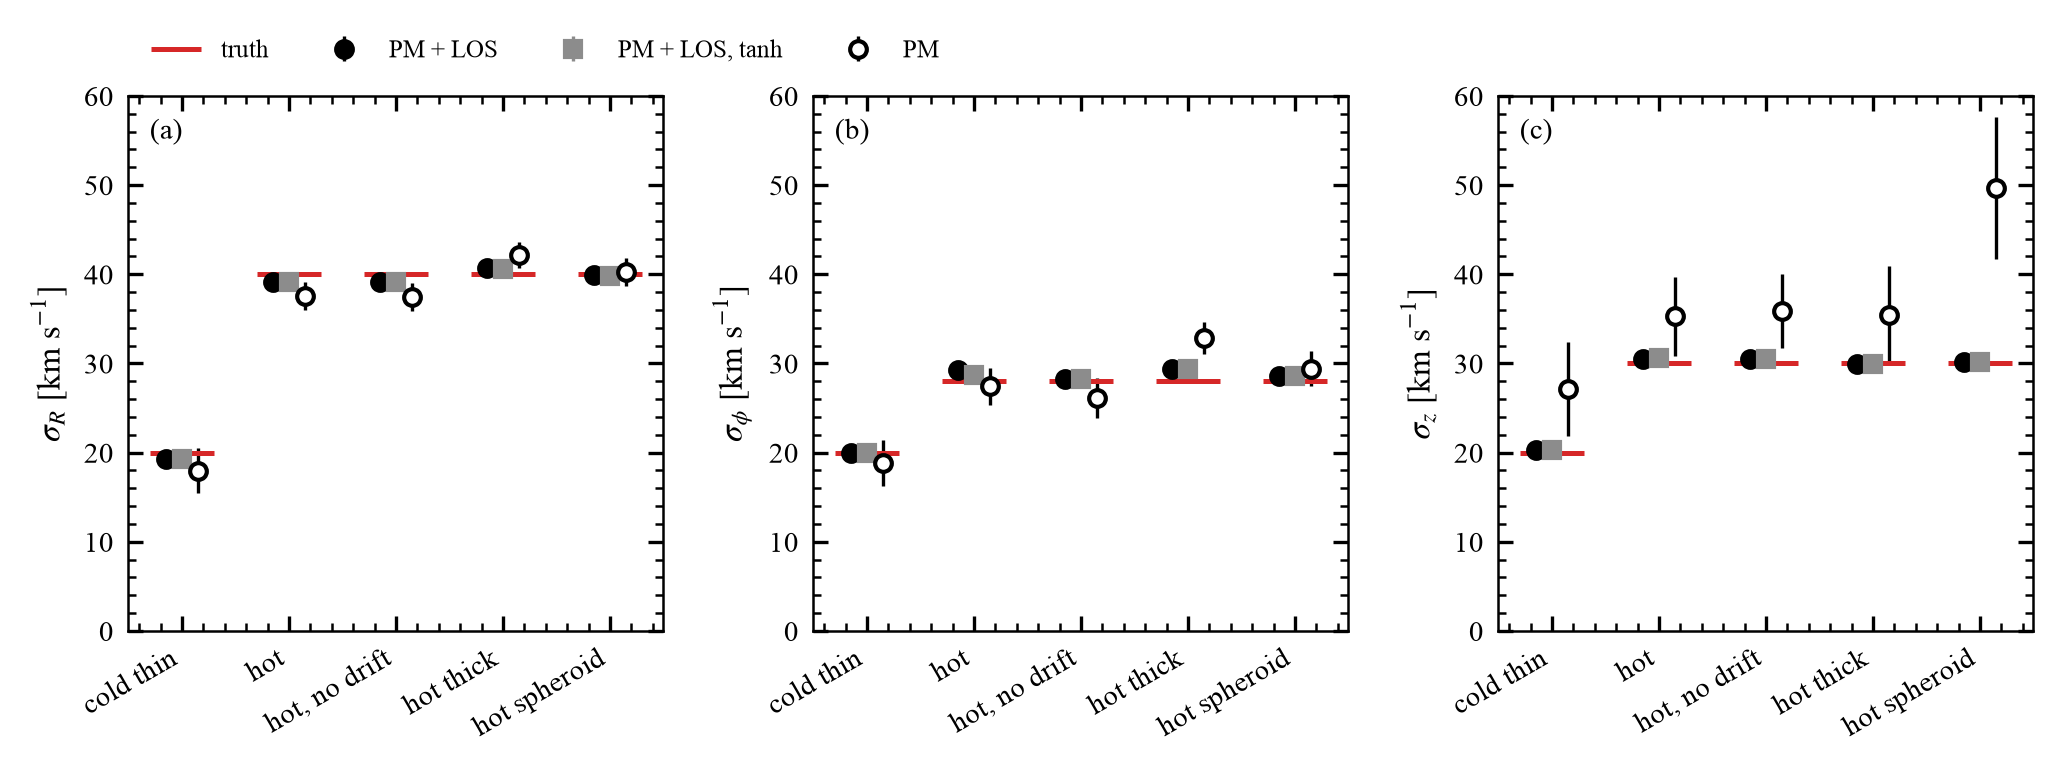 truth PM + LOS PM + LOS, tanh PM
(a)
60
50
40
30
20
10
0
σ_R [km s⁻¹]
cold thin
hot
hot, no drift
hot thick
hot spheroid
(b)
60
50
40
30
20
10
0
σ_ϕ [km s⁻¹]
cold thin
hot
hot, no drift
hot thick
hot spheroid
(c)
60
50
40
30
20
10
0
σ_z [km s⁻¹]
cold thin
hot
hot, no drift
hot thick
hot spheroid